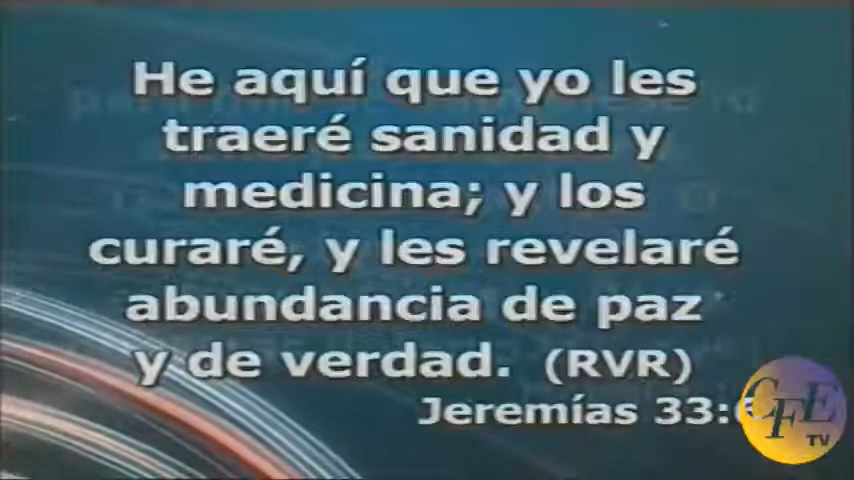 He aquí que yo les
traeré sanidad y
medicina; y los
curaré, y les revelaré
abundancia de paz
y de verdad. (RVR)
Jeremías 33:6
CFE
TV